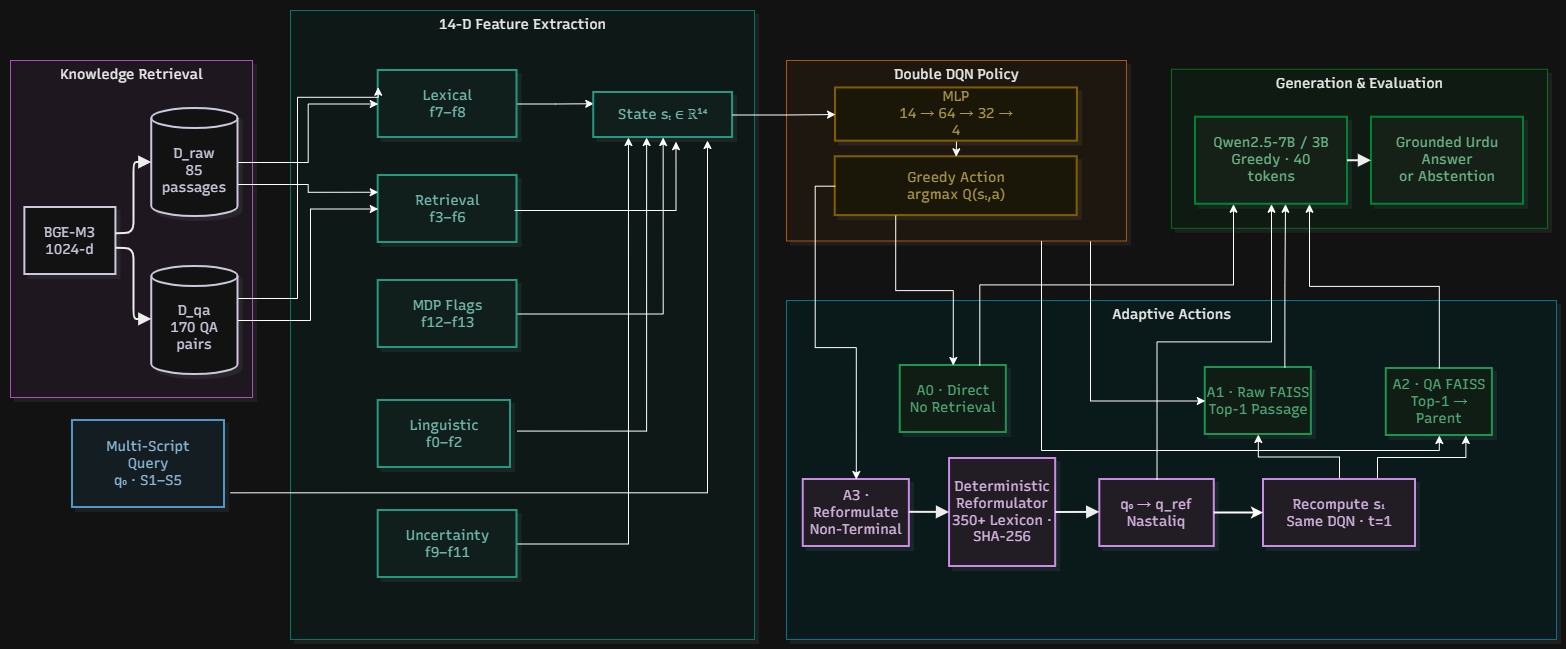 Knowledge Retrieval
BGE-M3
1024-d
D_raw
85
passages
D_qa
170 QA
pairs
Multi-Script
Query
q₀ · S1–S5
14-D Feature Extraction
Lexical
f7–f8
Retrieval
f3–f6
MDP Flags
f12–f13
Linguistic
f0–f2
Uncertainty
f9–f11
State sₜ ∈ ℝ¹⁴
Double DQN Policy
MLP
14 → 64 → 32 →
4
Greedy Action
argmax Q(sₜ,a)
Generation & Evaluation
Qwen2.5-7B / 3B
Greedy · 40
tokens
Grounded Urdu
Answer
or Abstention
Adaptive Actions
A0 · Direct
No Retrieval
A1 · Raw FAISS
Top-1 Passage
A2 · QA FAISS
Top-1 →
Parent
A3 ·
Reformulate
Non-Terminal
Deterministic
Reformulator
350+ Lexicon ·
SHA-256
q₀ → q_ref
Nastaliq
Recompute sₜ
Same DQN · t=1